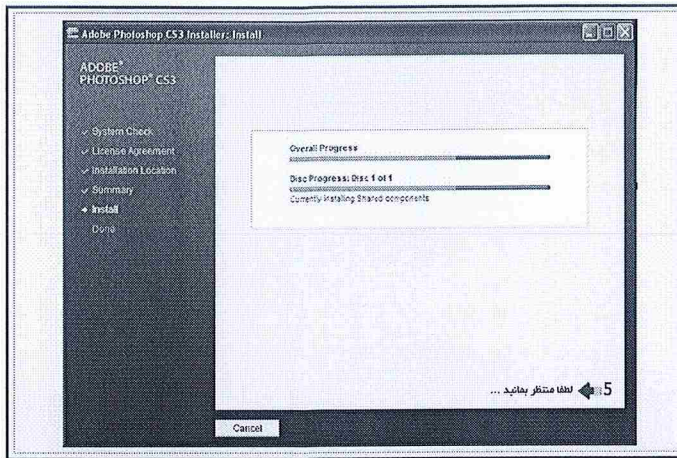 Adobe Photoshop CS3 Installer: Install
ADOBE®
PHOTOSHOP® CS3
System Check
License Agreement
Installation Location
Summary
Install
Done
Overall Progress
Disc Progress: Disc 1 of 1
Currently installing Shared components
5 لطفا منتظر بمانید ...
Cancel